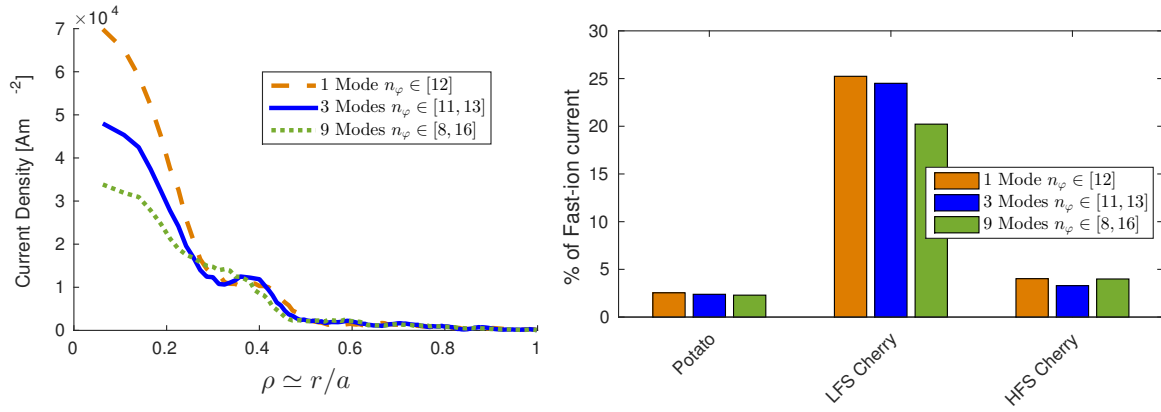 ×10⁴
7
6
5
4
3
2
1
0
Current Density [Am⁻²]
1 Mode n_φ ∈ [12]
3 Modes n_φ ∈ [11, 13]
9 Modes n_φ ∈ [8, 16]
0 0.2 0.4 0.6 0.8 1
ρ ≃ r/a
30
25
20
15
10
5
0
% of Fast-ion current
1 Mode n_φ ∈ [12]
3 Modes n_φ ∈ [11, 13]
9 Modes n_φ ∈ [8, 16]
Potato
LFS Cherry
HFS Cherry